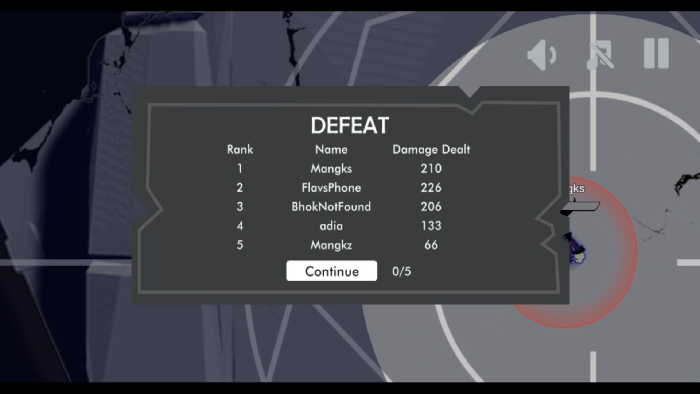 DEFEAT
Rank Name Damage Dealt
1 Mangks 210
2 FlavsPhone 226
3 BhokNotFound 206
4 adia 133
5 Mangkz 66
Continue 0/5